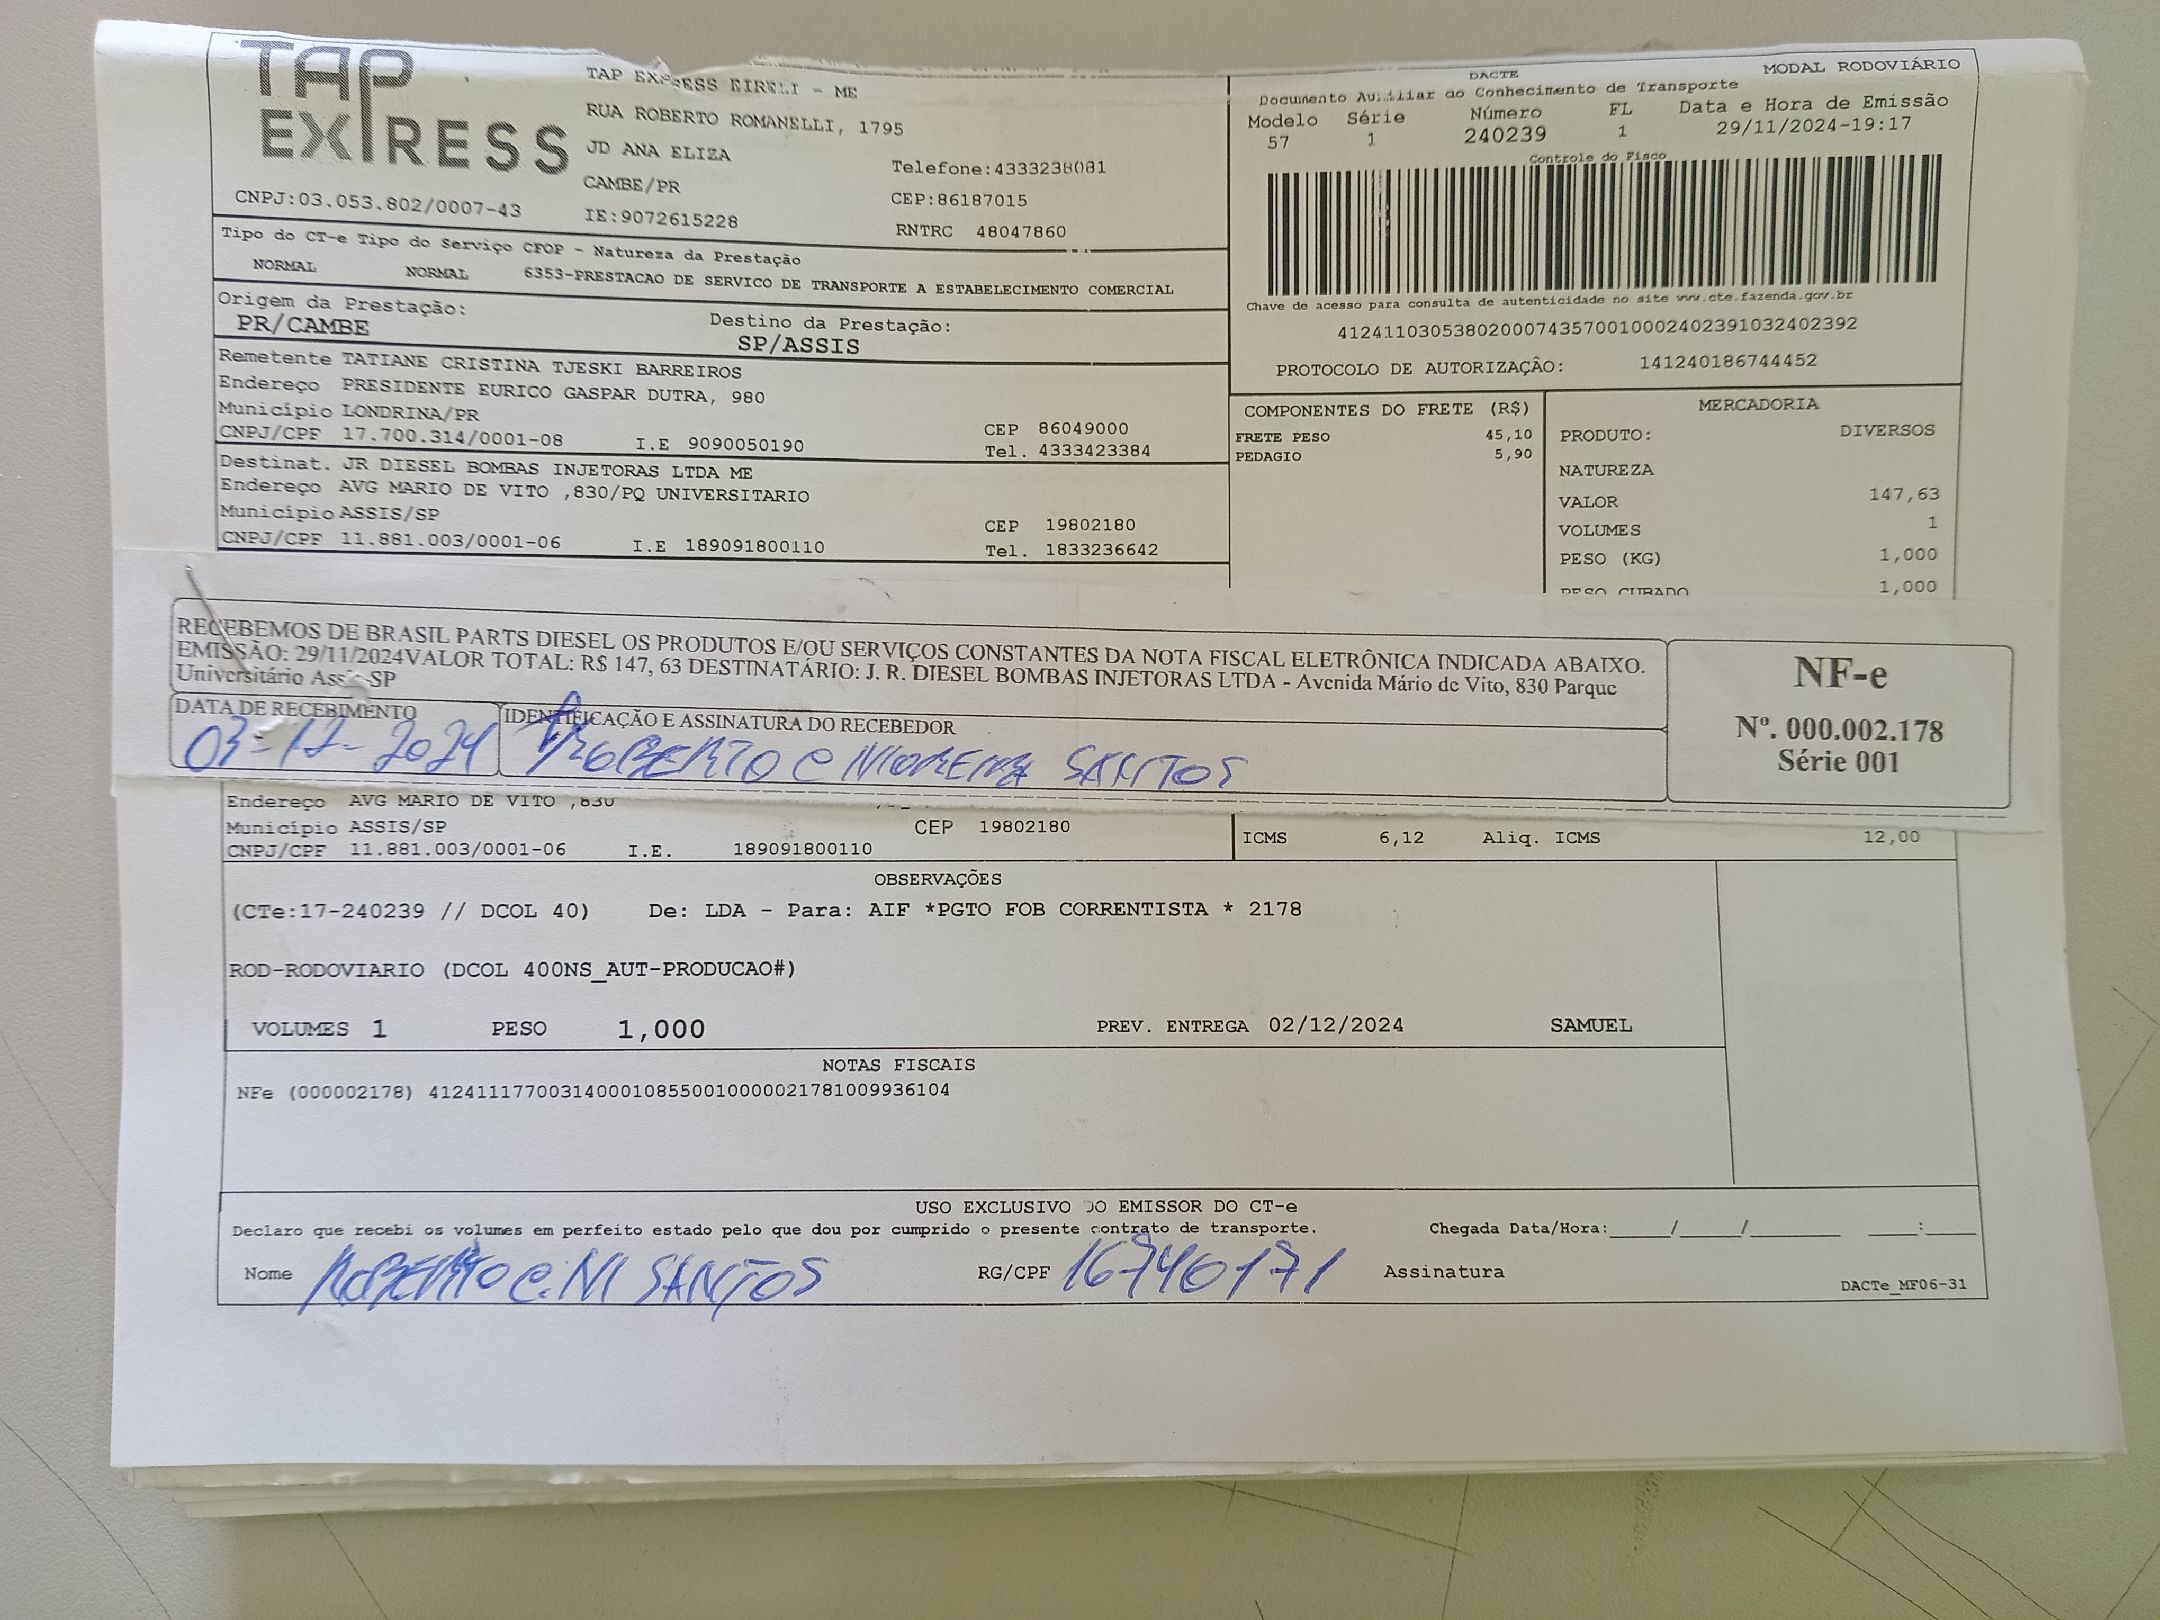 TAP EXPRESS
TAP EXPRESS EIRELI - ME
RUA ROBERTO ROMANELLI, 1795
JD ANA ELIZA
Telefone:4333238081
CAMBE/PR
CEP:86187015
CNPJ:03.053.802/0007-43
IE:9072615228
RNTRC 48047860
MODAL RODOVIÁRIO
DACTE
Documento Auxiliar do Conhecimento de Transporte
Modelo Série Número FL Data e Hora de Emissão
57 1 240239 1 29/11/2024-19:17
Controle do Fisco
Chave de acesso para consulta de autenticidade no site www.cte.fazenda.gov.br
41241103053802000743570010002402391032402392
PROTOCOLO DE AUTORIZAÇÃO: 141240186744452
Tipo do CT-e Tipo do Serviço CFOP - Natureza da Prestação
NORMAL NORMAL 6353-PRESTACAO DE SERVICO DE TRANSPORTE A ESTABELECIMENTO COMERCIAL
Origem da Prestação: Destino da Prestação:
PR/CAMBE SP/ASSIS
Remetente TATIANE CRISTINA TJESKI BARREIROS
Endereço PRESIDENTE EURICO GASPAR DUTRA, 980
Município LONDRINA/PR CEP 86049000
CNPJ/CPF 17.700.314/0001-08 I.E 9090050190 Tel. 4333423384
Destinat. JR DIESEL BOMBAS INJETORAS LTDA ME
Endereço AVG MARIO DE VITO ,830/PQ UNIVERSITARIO
Município ASSIS/SP CEP 19802180
CNPJ/CPF 11.881.003/0001-06 I.E 189091800110 Tel. 1833236642
COMPONENTES DO FRETE (R$)
FRETE PESO 45,10
PEDAGIO 5,90
MERCADORIA
PRODUTO: DIVERSOS
NATUREZA
VALOR 147,63
VOLUMES 1
PESO (KG) 1,000
PESO CUBADO 1,000
RECEBEMOS DE BRASIL PARTS DIESEL OS PRODUTOS E/OU SERVIÇOS CONSTANTES DA NOTA FISCAL ELETRÔNICA INDICADA ABAIXO.
EMISSÃO: 29/11/2024VALOR TOTAL: R$ 147, 63 DESTINATÁRIO: J. R. DIESEL BOMBAS INJETORAS LTDA - Avenida Mário de Vito, 830 Parque
Universitário Assis-SP
DATA DE RECEBIMENTO IDENTIFICAÇÃO E ASSINATURA DO RECEBEDOR
03-12-2024 ROBERTO C MOREIRA SANTOS
NF-e
Nº. 000.002.178
Série 001
Endereço AVG MARIO DE VITO ,830
Município ASSIS/SP CEP 19802180
CNPJ/CPF 11.881.003/0001-06 I.E. 189091800110
ICMS 6,12 Aliq. ICMS 12,00
OBSERVAÇÕES
(CTe:17-240239 // DCOL 40) De: LDA - Para: AIF *PGTO FOB CORRENTISTA * 2178
ROD-RODOVIARIO (DCOL 400NS_AUT-PRODUCAO#)
VOLUMES 1 PESO 1,000 PREV. ENTREGA 02/12/2024 SAMUEL
NOTAS FISCAIS
NFe (000002178) 41241117700314000108550010000021781009936104
USO EXCLUSIVO DO EMISSOR DO CT-e
Declaro que recebi os volumes em perfeito estado pelo que dou por cumprido o presente contrato de transporte. Chegada Data/Hora:____/____/______ ___:___
Nome ROBERTO C. M SANTOS RG/CPF 16740171 Assinatura
DACTe_MF06-31